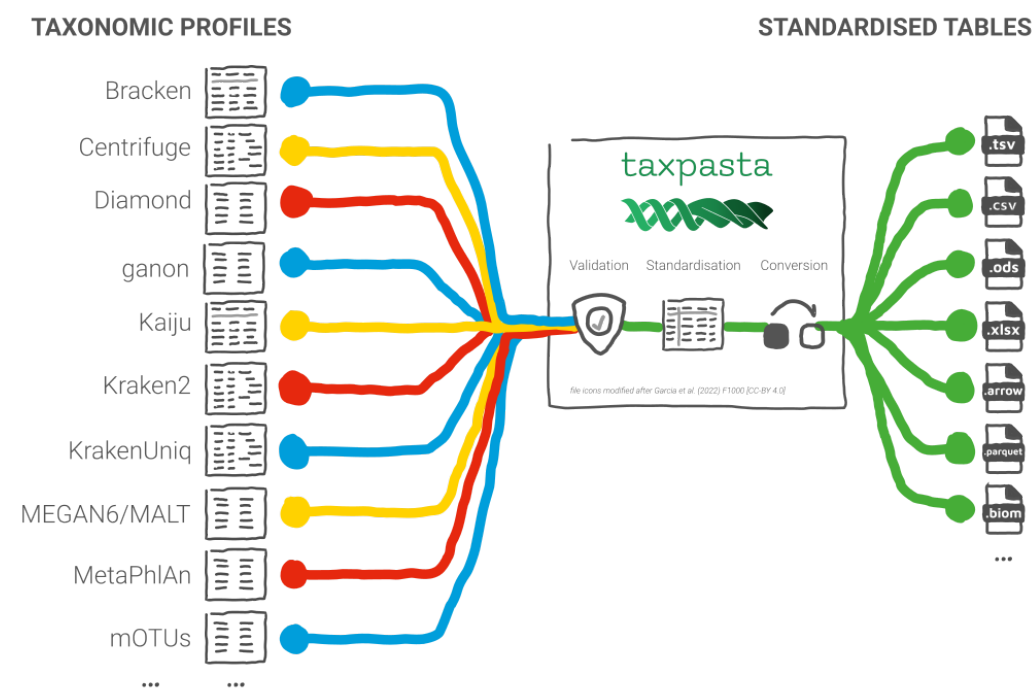 TAXONOMIC PROFILES
STANDARDISED TABLES
Bracken
Centrifuge
Diamond
ganon
Kaiju
Kraken2
KrakenUniq
MEGAN6/MALT
MetaPhlAn
mOTUs
...
...
taxpasta
Validation Standardisation Conversion
file icons modified after Garcia et al. (2022) F1000 [CC-BY 4.0]
.tsv
.csv
.ods
.xlsx
.arrow
.parquet
.biom
...